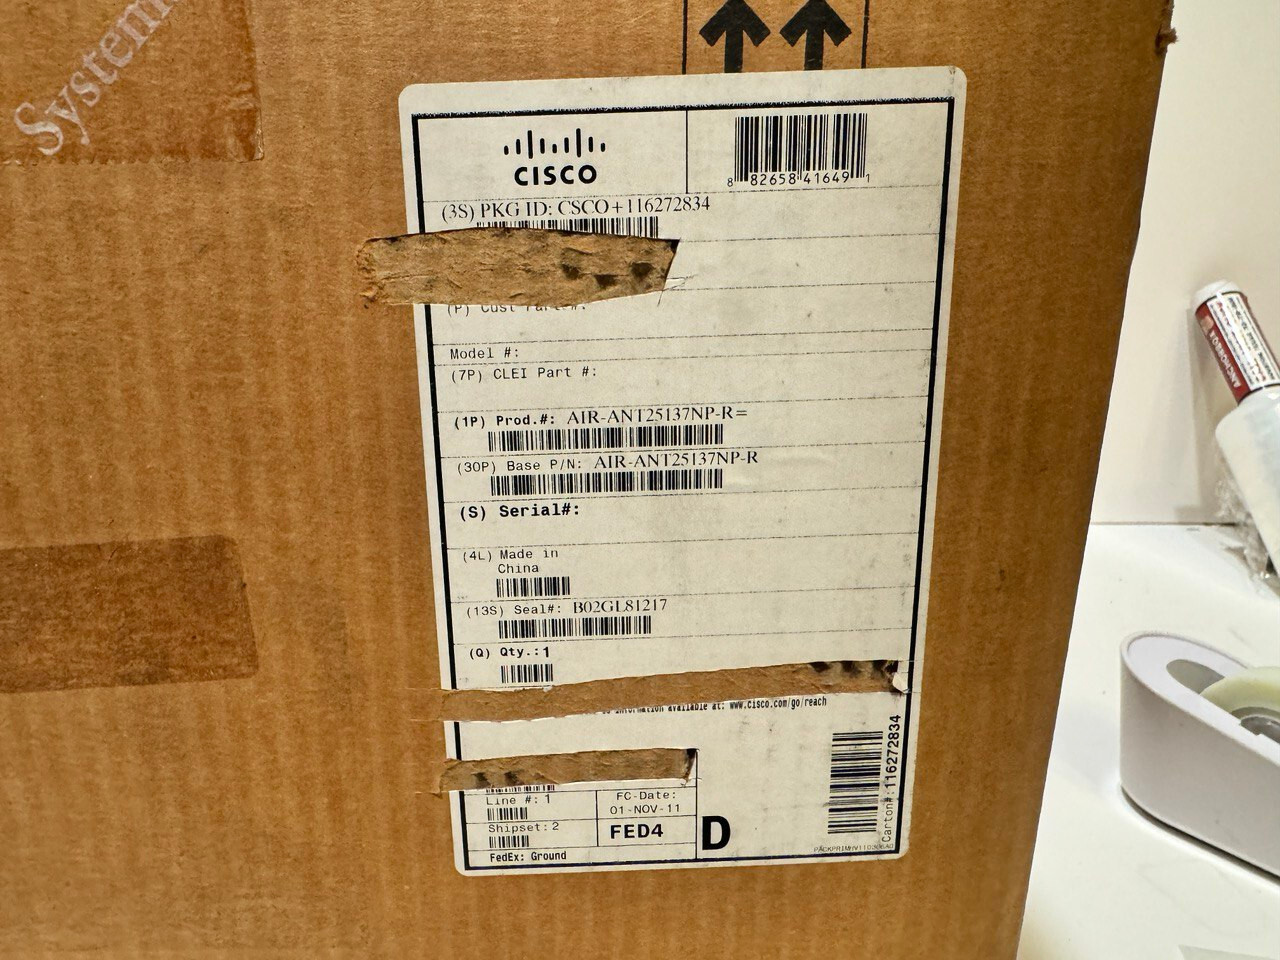 Systems
CISCO
8 82658 41649 1
(3S) PKG ID: CSCO+116272834
(P) Cust Part #:
Model #:
(7P) CLEI Part #:
(1P) Prod.#: AIR-ANT25137NP-R=
(30P) Base P/N: AIR-ANT25137NP-R
(S) Serial#:
(4L) Made in
China
(13S) Seal#: B02GL81217
(Q) Qty.:1
information available at: www.cisco.com/go/reach
Line #: 1
FC-Date:
01-NOV-11
Shipset: 2
FED4
D
FedEx: Ground
Carton#:116272834